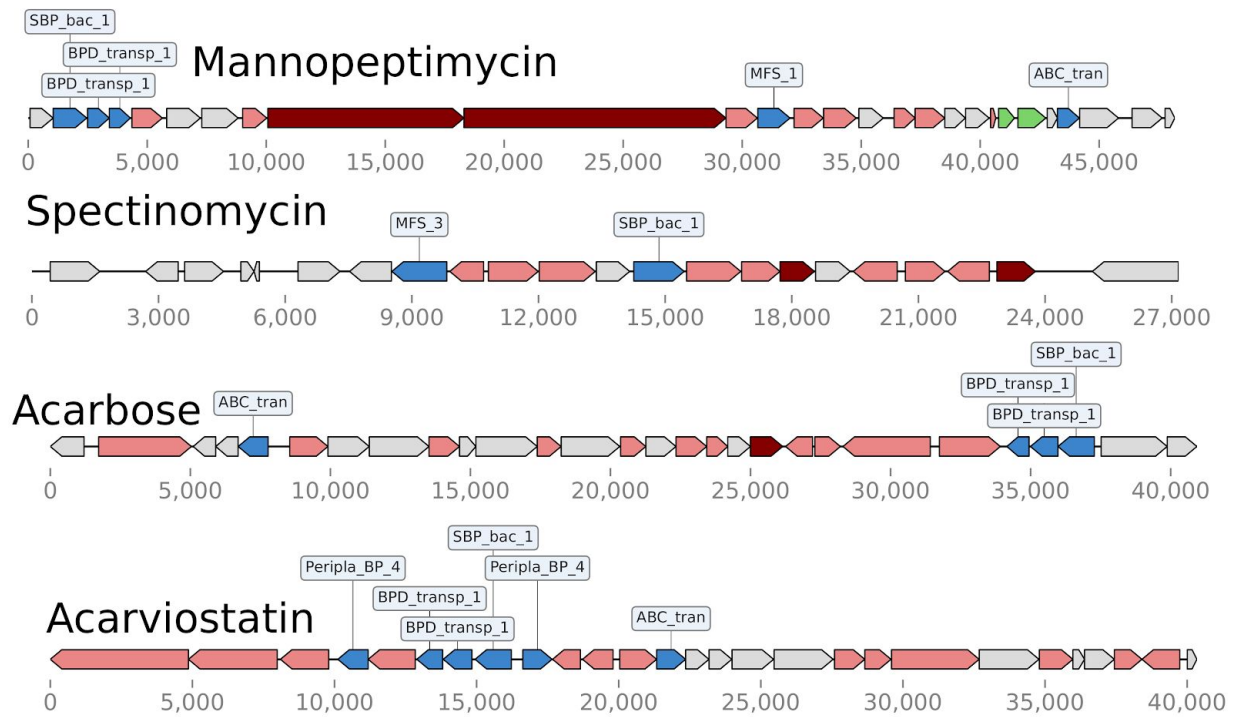 SBP_bac_1
BPD_transp_1
BPD_transp_1
Mannopeptimycin
MFS_1
ABC_tran
0 5,000 10,000 15,000 20,000 25,000 30,000 35,000 40,000 45,000
Spectinomycin
MFS_3
SBP_bac_1
0 3,000 6,000 9,000 12,000 15,000 18,000 21,000 24,000 27,000
Acarbose
ABC_tran
SBP_bac_1
BPD_transp_1
BPD_transp_1
0 5,000 10,000 15,000 20,000 25,000 30,000 35,000 40,000
Acarviostatin
SBP_bac_1
Peripla_BP_4
Peripla_BP_4
BPD_transp_1
BPD_transp_1
ABC_tran
0 5,000 10,000 15,000 20,000 25,000 30,000 35,000 40,000